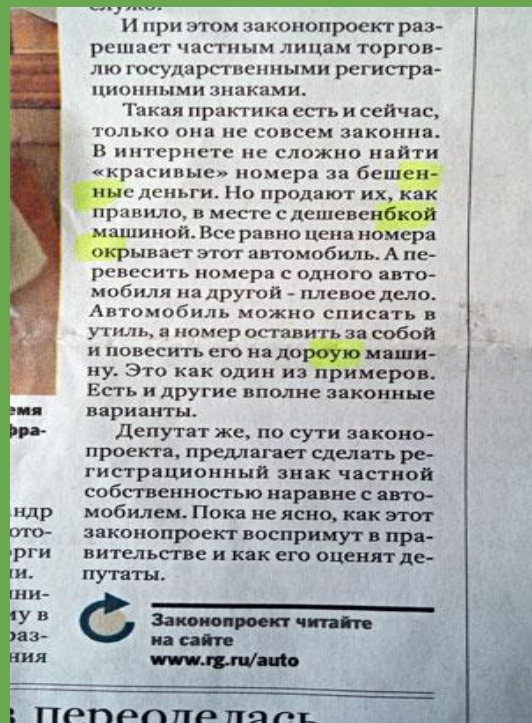 И при этом законопроект раз-
решает частным лицам торгов-
лю государственными регистра-
ционными знаками.
Такая практика есть и сейчас,
только она не совсем законна.
В интернете не сложно найти
«красивые» номера за бешен-
ные деньги. Но продают их, как
правило, в месте с дешевенбкой
машиной. Все равно цена номера
окрывает этот автомобиль. А пе-
ревесить номера с одного авто-
мобиля на другой – плевое дело.
Автомобиль можно списать в
утиль, а номер оставить за собой
и повесить его на дороую маши-
ну. Это как один из примеров.
Есть и другие вполне законные
варианты.
Депутат же, по сути законо-
проекта, предлагает сделать ре-
гистрационный знак частной
собственностью наравне с авто-
мобилем. Пока не ясно, как этот
законопроект воспримут в пра-
вительстве и как его оценят де-
путаты.
Законопроект читайте
на сайте
www.rg.ru/auto
переоделась